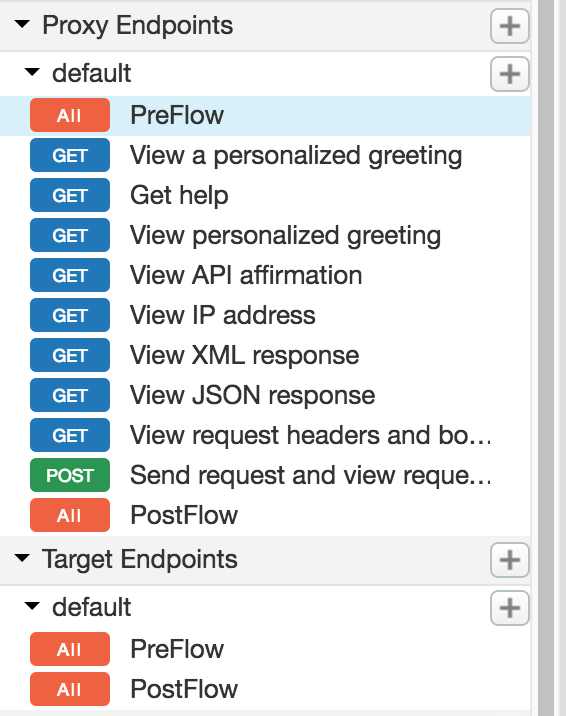 Proxy Endpoints
default
All PreFlow
GET View a personalized greeting
GET Get help
GET View personalized greeting
GET View API affirmation
GET View IP address
GET View XML response
GET View JSON response
GET View request headers and bo...
POST Send request and view reque...
All PostFlow
Target Endpoints
default
All PreFlow
All PostFlow